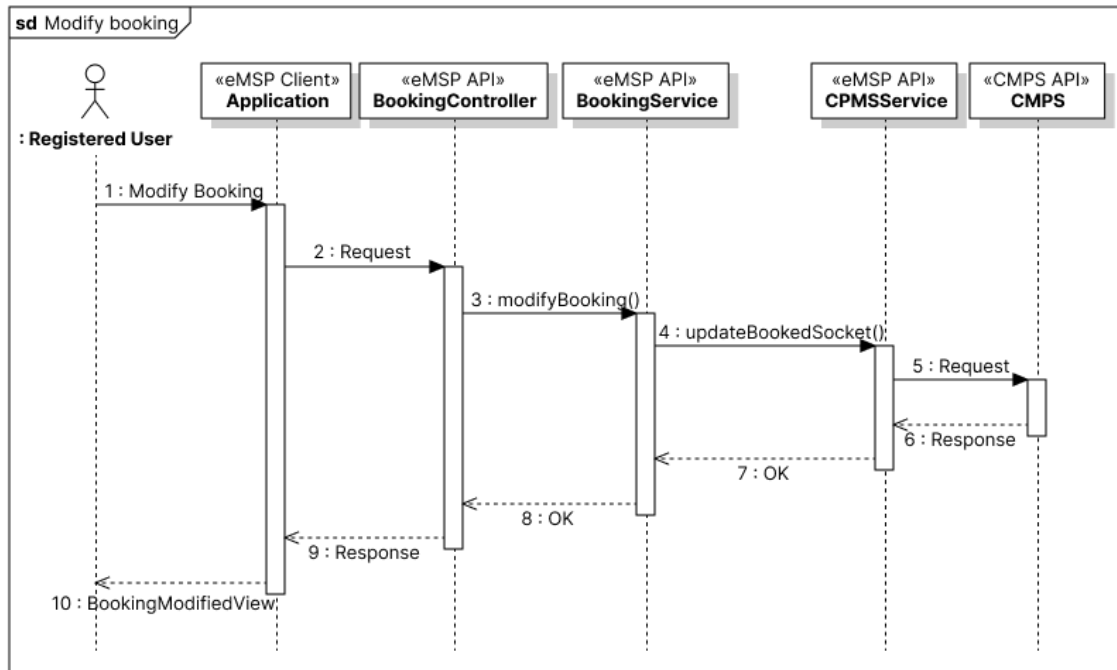 sd Modify booking
«eMSP Client»
Application
«eMSP API»
BookingController
«eMSP API»
BookingService
«eMSP API»
CPMSService
«CMPS API»
CMPS
: Registered User
1 : Modify Booking
2 : Request
3 : modifyBooking()
4 : updateBookedSocket()
5 : Request
6 : Response
7 : OK
8 : OK
9 : Response
10 : BookingModifiedView